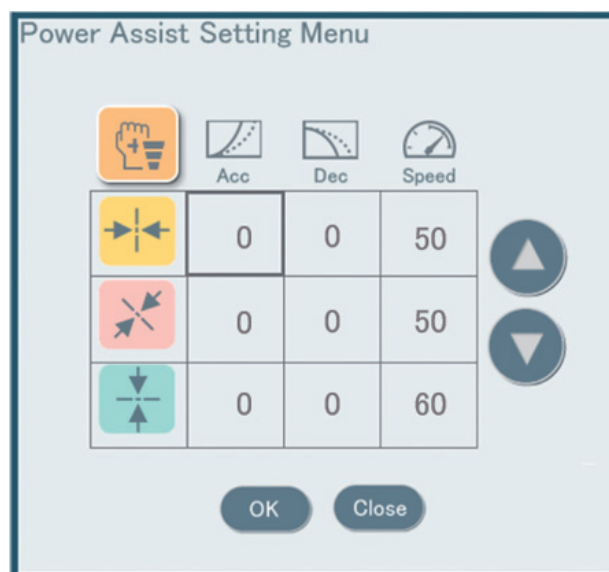 Power Assist Setting Menu
Acc Dec Speed
0 0 50
0 0 50
0 0 60
OK Close